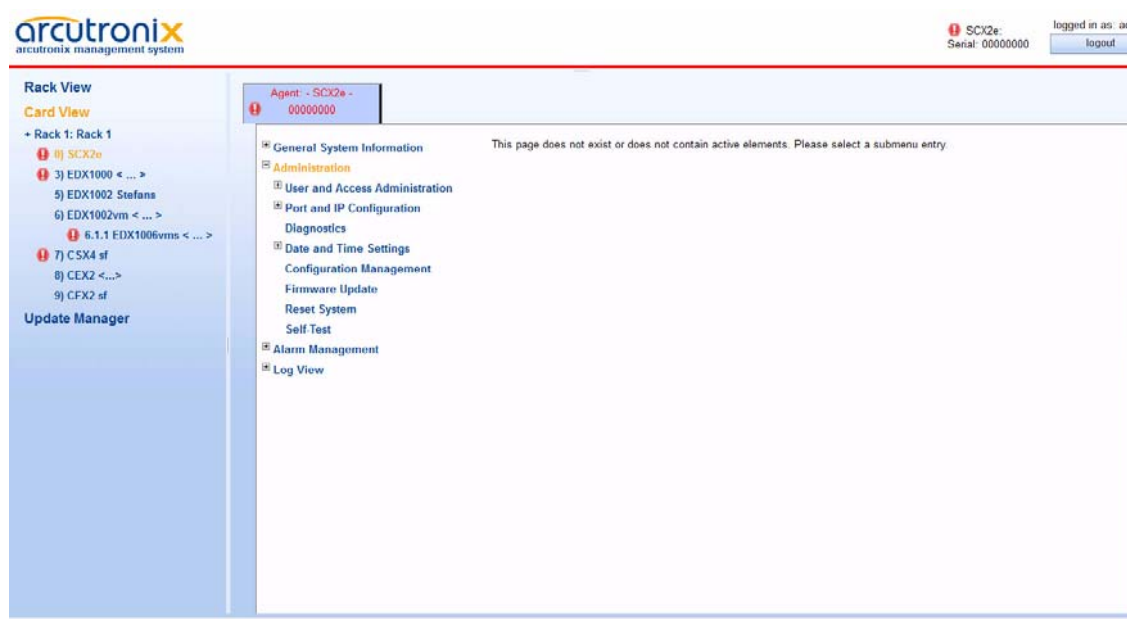 arcutronix
arcutronix management system
SCX2e:
Serial: 00000000
logged in as:
logout
Rack View
Card View
+ Rack 1: Rack 1
0) SCX2e
3) EDX1000 < ... >
5) EDX1002 Stefans
6) EDX1002vm < ... >
6.1.1 EDX1006vms < ... >
7) CSX4 sf
8) CEX2 <...>
9) CFX2 sf
Update Manager
Agent: - SCX2e -
00000000
General System Information
Administration
User and Access Administration
Port and IP Configuration
Diagnostics
Date and Time Settings
Configuration Management
Firmware Update
Reset System
Self-Test
Alarm Management
Log View
This page does not exist or does not contain active elements. Please select a submenu entry.